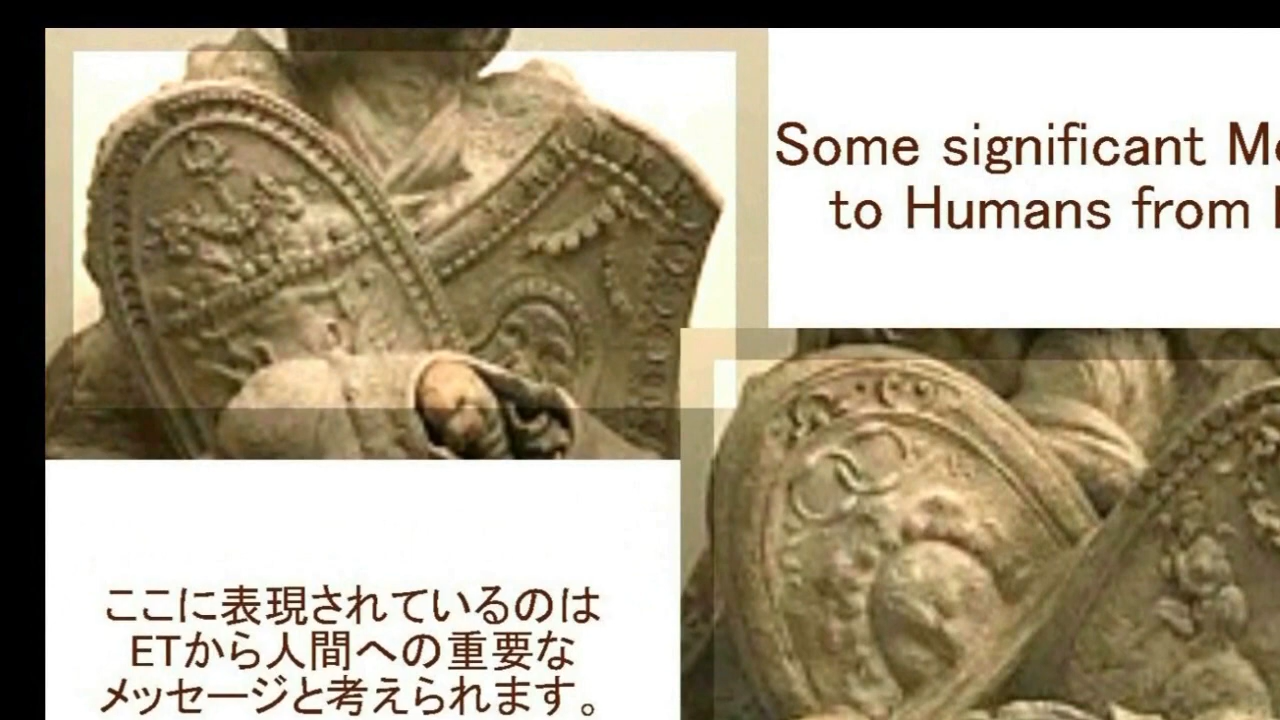 Some significant
to Humans from
ここに表現されているのは
ETから人間への重要な
メッセージと考えられます。